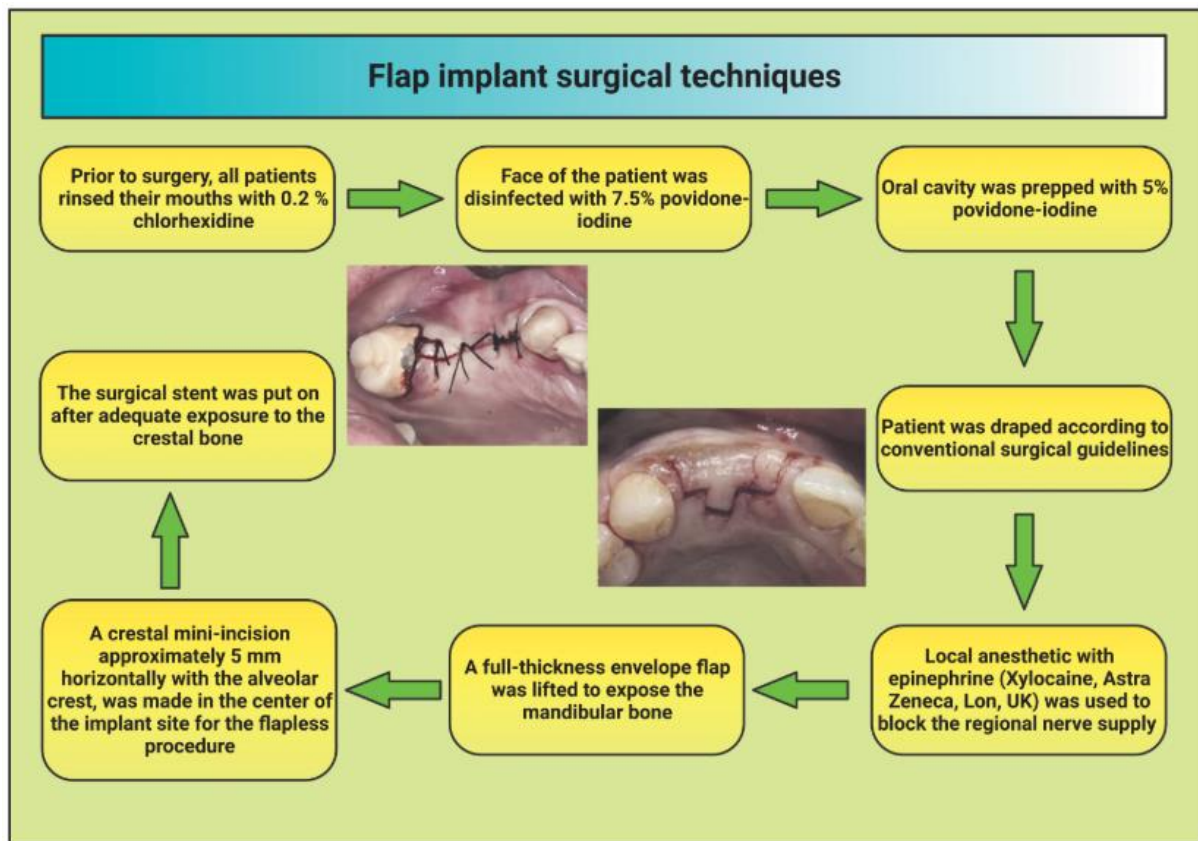 Flap implant surgical techniques
Prior to surgery, all patients
rinsed their mouths with 0.2 %
chlorhexidine
Face of the patient was
disinfected with 7.5% povidone-
iodine
Oral cavity was prepped with 5%
povidone-iodine
Patient was draped according to
conventional surgical guidelines
Local anesthetic with
epinephrine (Xylocaine, Astra
Zeneca, Lon, UK) was used to
block the regional nerve supply
A full-thickness envelope flap
was lifted to expose the
mandibular bone
A crestal mini-incision
approximately 5 mm
horizontally with the alveolar
crest, was made in the center of
the implant site for the flapless
procedure
The surgical stent was put on
after adequate exposure to the
crestal bone